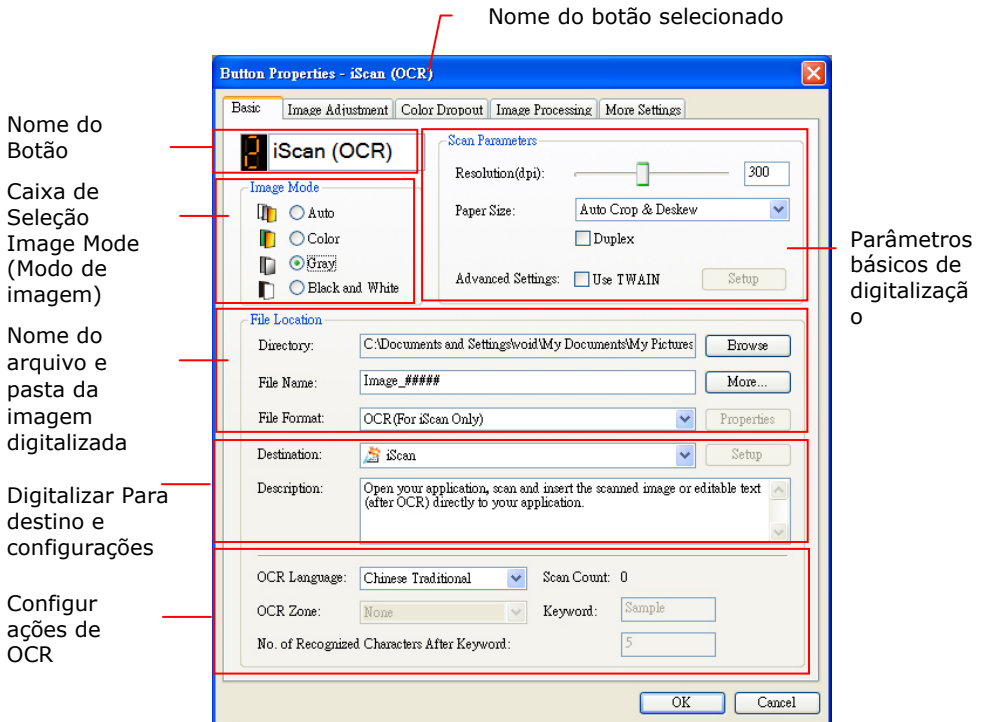 Nome do botão selecionado
Button Properties - iScan (OCR)
Basic Image Adjustment Color Dropout Image Processing More Settings
Nome do
Botão
2 iScan (OCR)
Caixa de
Seleção
Image Mode
(Modo de
imagem)
Image Mode
Auto
Color
Gray
Black and White
Scan Parameters
Resolution(dpi): 300
Paper Size: Auto Crop & Deskew
Duplex
Advanced Settings: Use TWAIN Setup
Parâmetros
básicos de
digitalizaçã
o
Nome do
arquivo e
pasta da
imagem
digitalizada
File Location
Directory: C:\Documents and Settings\void\My Documents\My Pictures Browse
File Name: Image_##### More...
File Format: OCR(For iScan Only) Properties
Digitalizar Para
destino e
configurações
Destination: iScan Setup
Description: Open your application, scan and insert the scanned image or editable text
(after OCR) directly to your application.
Configur
ações de
OCR
OCR Language: Chinese Traditional Scan Count: 0
OCR Zone: None Keyword: Sample
No. of Recognized Characters After Keyword: 5
OK Cancel